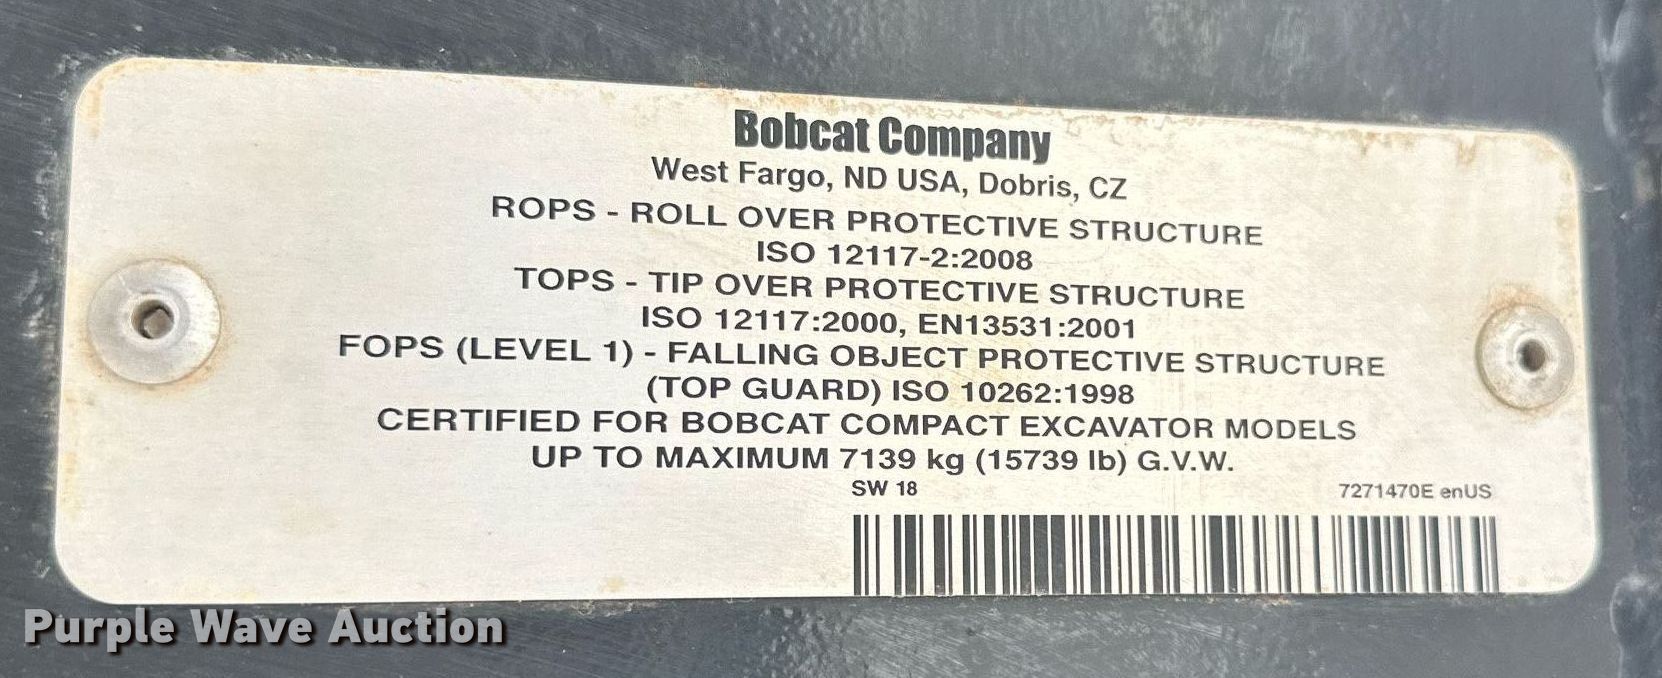 Bobcat Company
West Fargo, ND USA, Dobris, CZ
ROPS - ROLL OVER PROTECTIVE STRUCTURE
ISO 12117-2:2008
TOPS - TIP OVER PROTECTIVE STRUCTURE
ISO 12117:2000, EN13531:2001
FOPS (LEVEL 1) - FALLING OBJECT PROTECTIVE STRUCTURE
(TOP GUARD) ISO 10262:1998
CERTIFIED FOR BOBCAT COMPACT EXCAVATOR MODELS
UP TO MAXIMUM 7139 kg (15739 lb) G.V.W.
SW 18
7271470E enUS
Purple Wave Auction